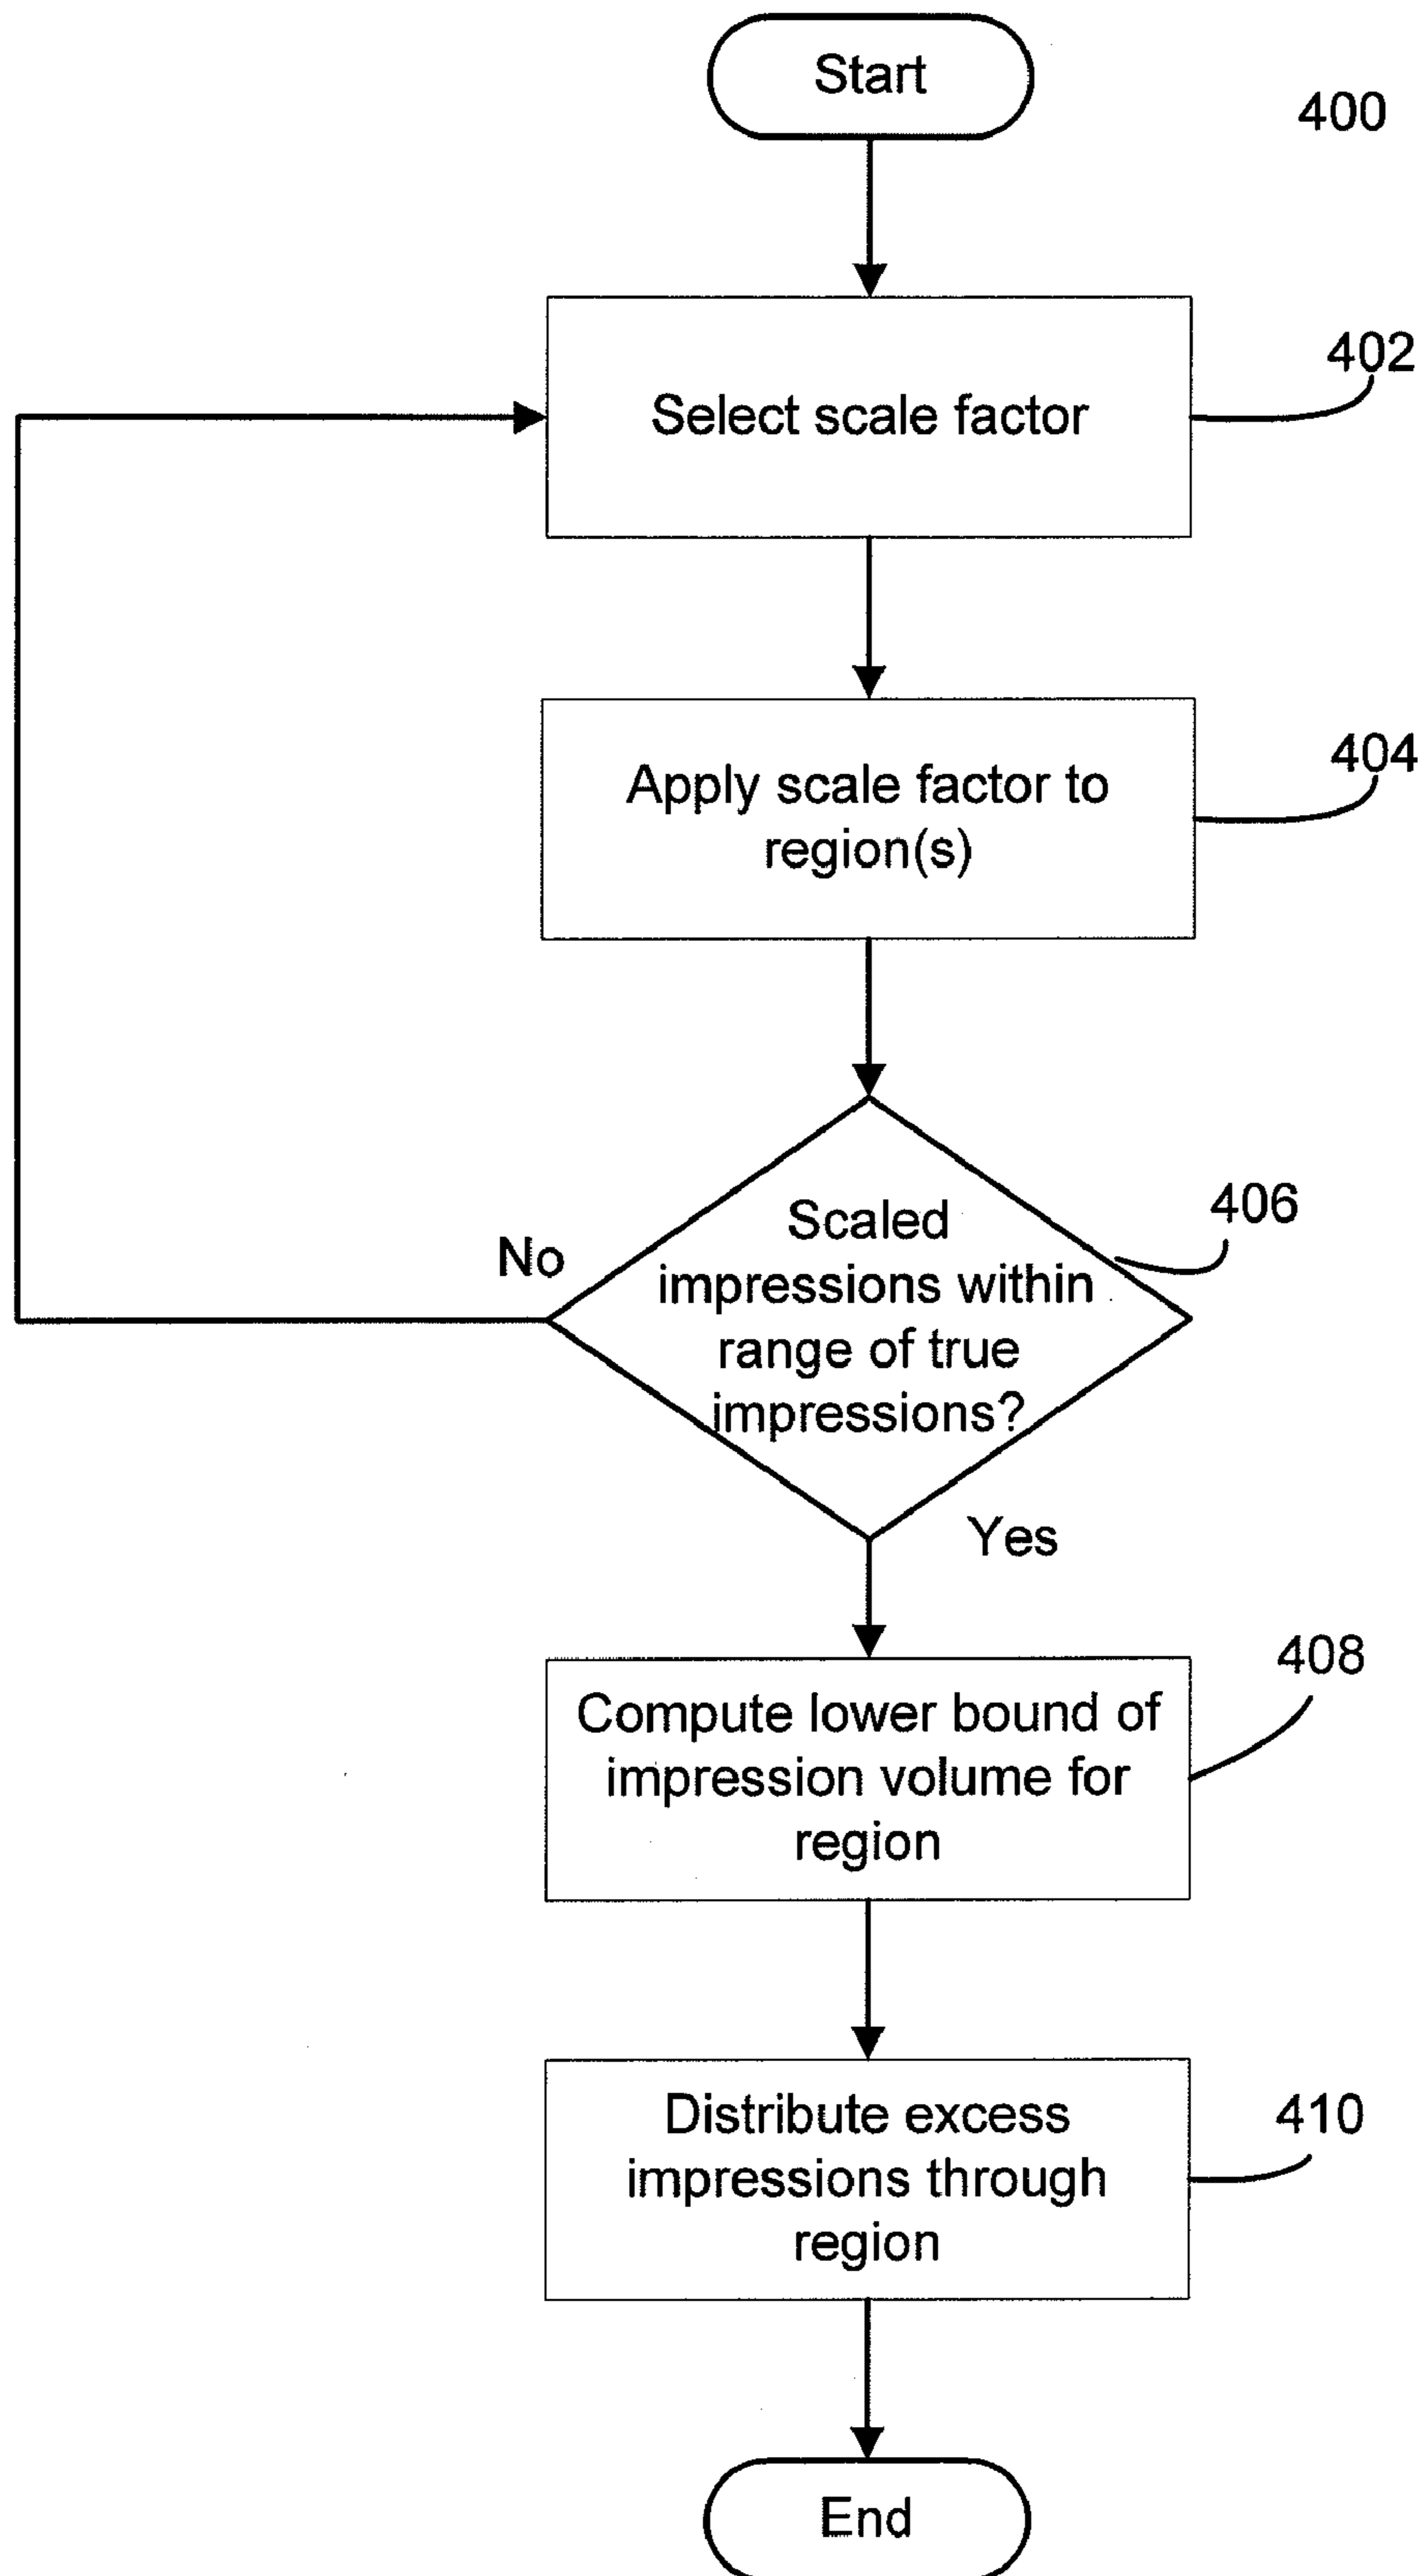 Start
400
402
Select scale factor
404
Apply scale factor to
region(s)
406
No
Scaled
impressions within
range of true
impressions?
Yes
408
Compute lower bound of
impression volume for
region
410
Distribute excess
impressions through
region
End